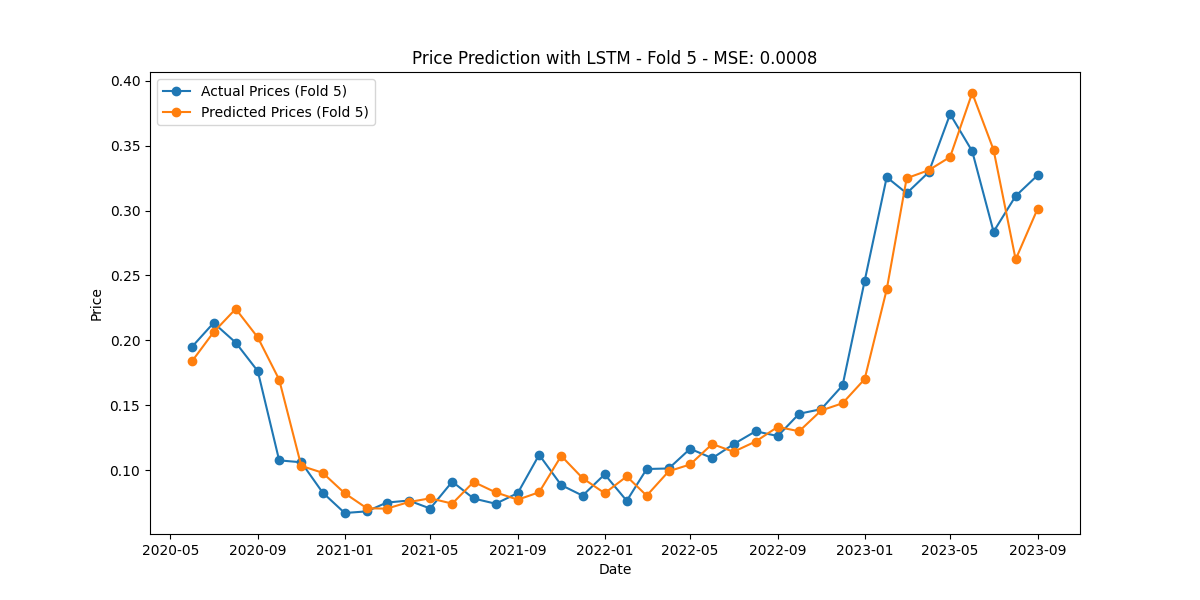 Price Prediction with LSTM - Fold 5 - MSE: 0.0008
Actual Prices (Fold 5)
Predicted Prices (Fold 5)
0.40
0.35
0.30
0.25
0.20
0.15
0.10
Price
2020-05 2020-09 2021-01 2021-05 2021-09 2022-01 2022-05 2022-09 2023-01 2023-05 2023-09
Date